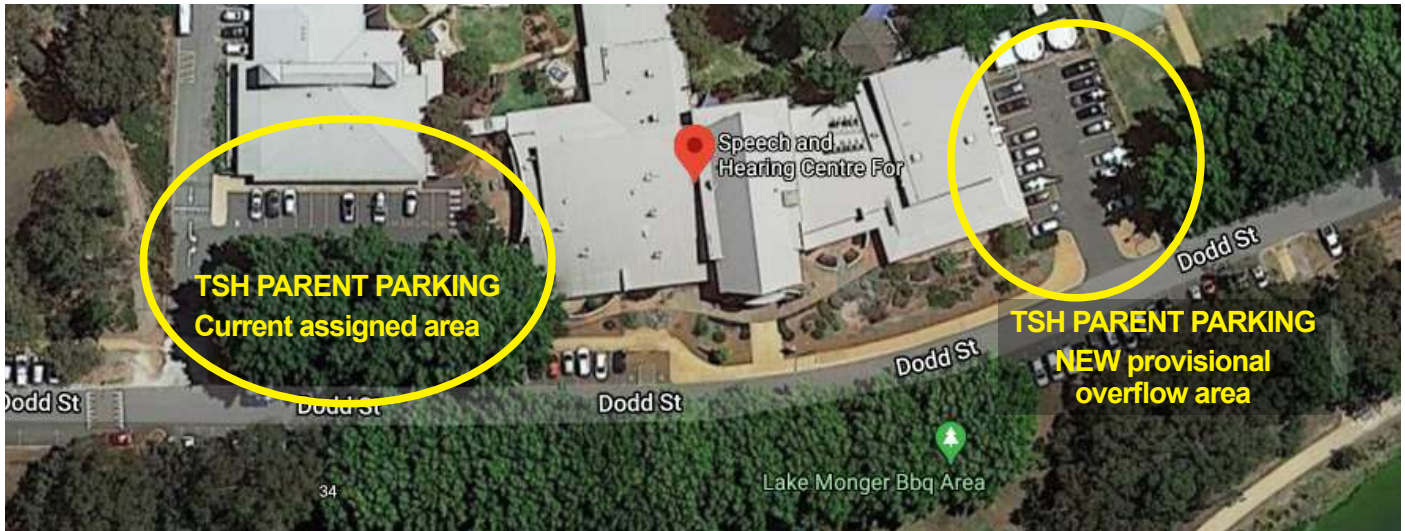 Speech and
Hearing Centre For
TSH PARENT PARKING
Current assigned area
Dodd St
TSH PARENT PARKING
NEW provisional
overflow area
Dodd St
Dodd St
Dodd St
Dodd St
Lake Monger Bbq Area
34